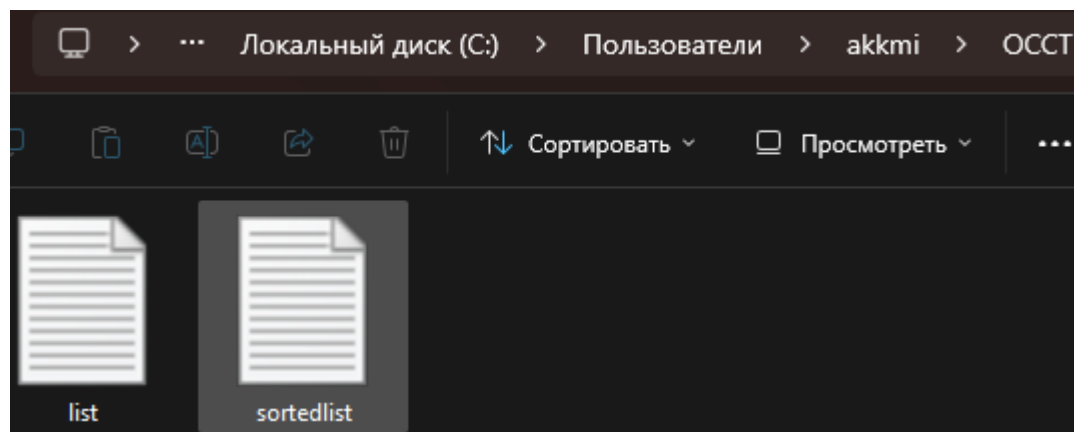 ··· Локальный диск (C:) > Пользователи > akkmi > OCCT
Сортировать Просмотреть ···
list sortedlist